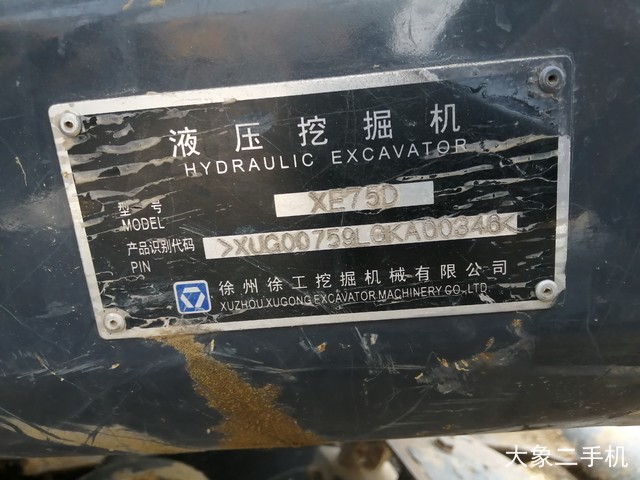 液压挖掘机
HYDRAULIC EXCAVATOR
型号 XE75D
MODEL
产品识别代码 >XUG00759LGKA00346<
PIN
徐州徐工挖掘机械有限公司
XUZHOU XUGONG EXCAVATOR MACHINERY CO.,LTD.
大象二手机